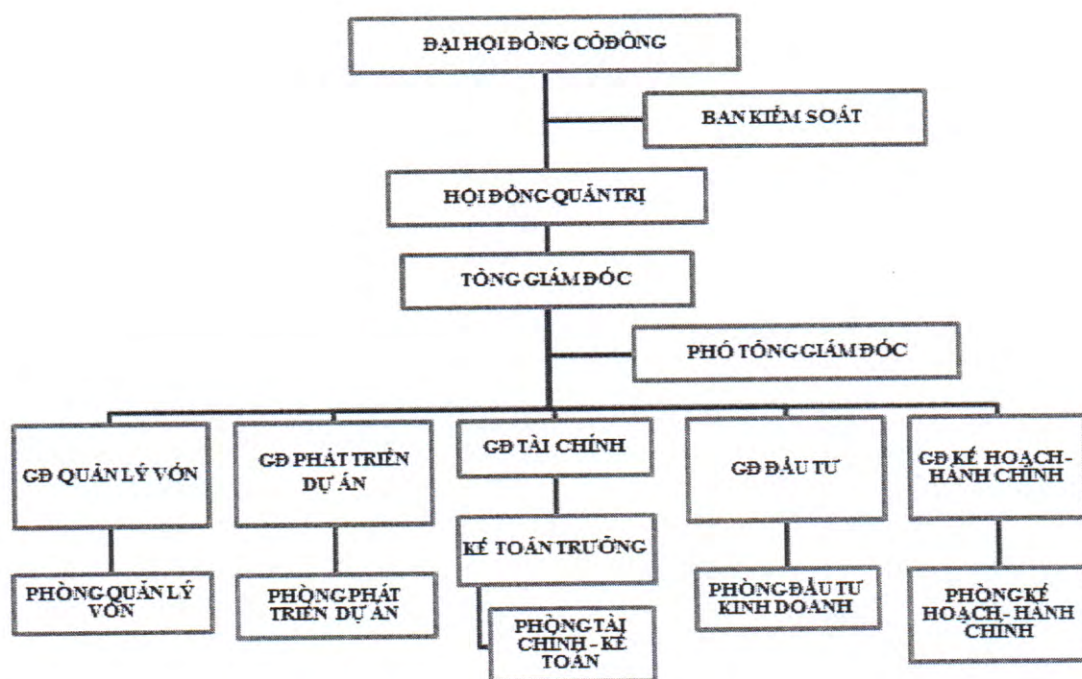 ĐẠI HỘI ĐỒNG CỔ ĐÔNG
BAN KIỂM SOÁT
HỘI ĐỒNG QUẢN TRỊ
TỔNG GIÁM ĐỐC
PHÓ TỔNG GIÁM ĐỐC
GĐ QUẢN LÝ VỐN
GĐ PHÁT TRIỂN
DỰ ÁN
GĐ TÀI CHÍNH
GĐ ĐẦU TƯ
GĐ KẾ HOẠCH-
HÀNH CHÍNH
KẾ TOÁN TRƯỞNG
PHÒNG QUẢN LÝ
VỐN
PHÒNG PHÁT
TRIỂN DỰ ÁN
PHÒNG TÀI
CHÍNH - KẾ
TOÁN
PHÒNG ĐẦU TƯ
KINH DOANH
PHÒNG KẾ
HOẠCH - HÀNH
CHÍNH